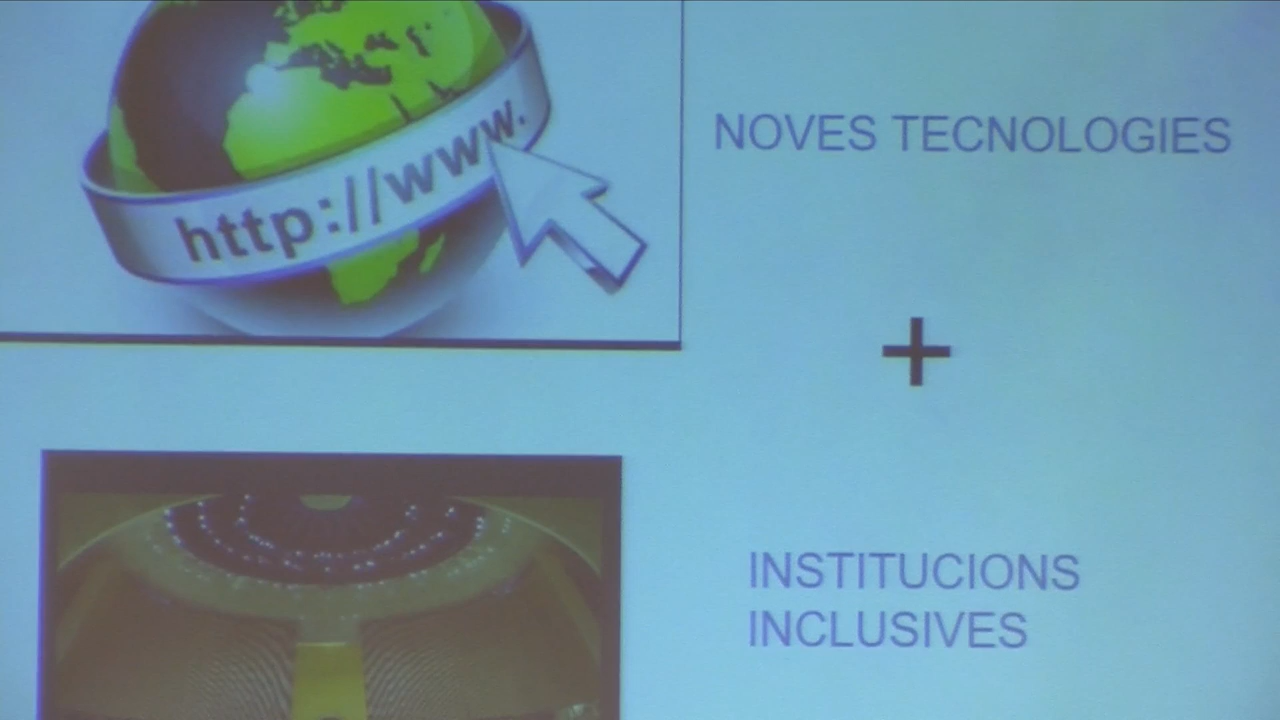 http://www.
NOVES TECNOLOGIES
+
INSTITUCIONS
INCLUSIVES